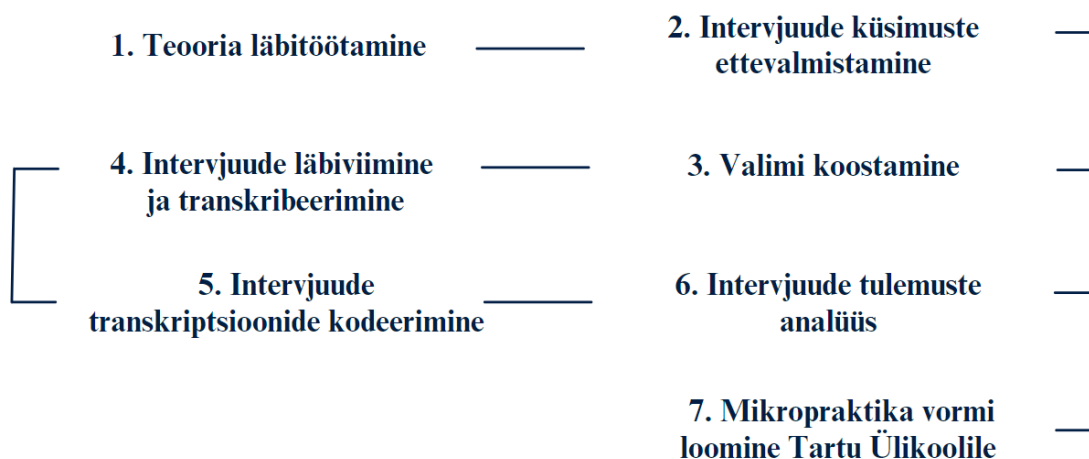 1. Teooria läbitöötamine
2. Intervjuude küsimuste
ettevalmistamine
4. Intervjuude läbiviimine
ja transkribeerimine
3. Valimi koostamine
5. Intervjuude
transkriptsioonide kodeerimine
6. Intervjuude tulemuste
analüüs
7. Mikropraktika vormi
loomine Tartu Ülikoolile